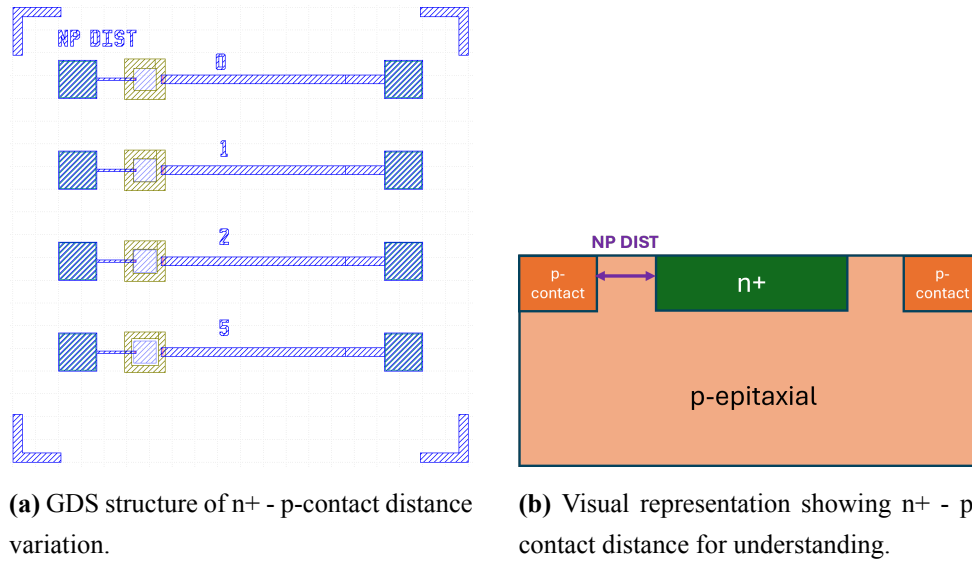 NP DIST
0
1
2
5
NP DIST
p-
contact
n+
p-
contact
p-epitaxial
(a) GDS structure of n+ - p-contact distance
variation.
(b) Visual representation showing n+ - p
contact distance for understanding.